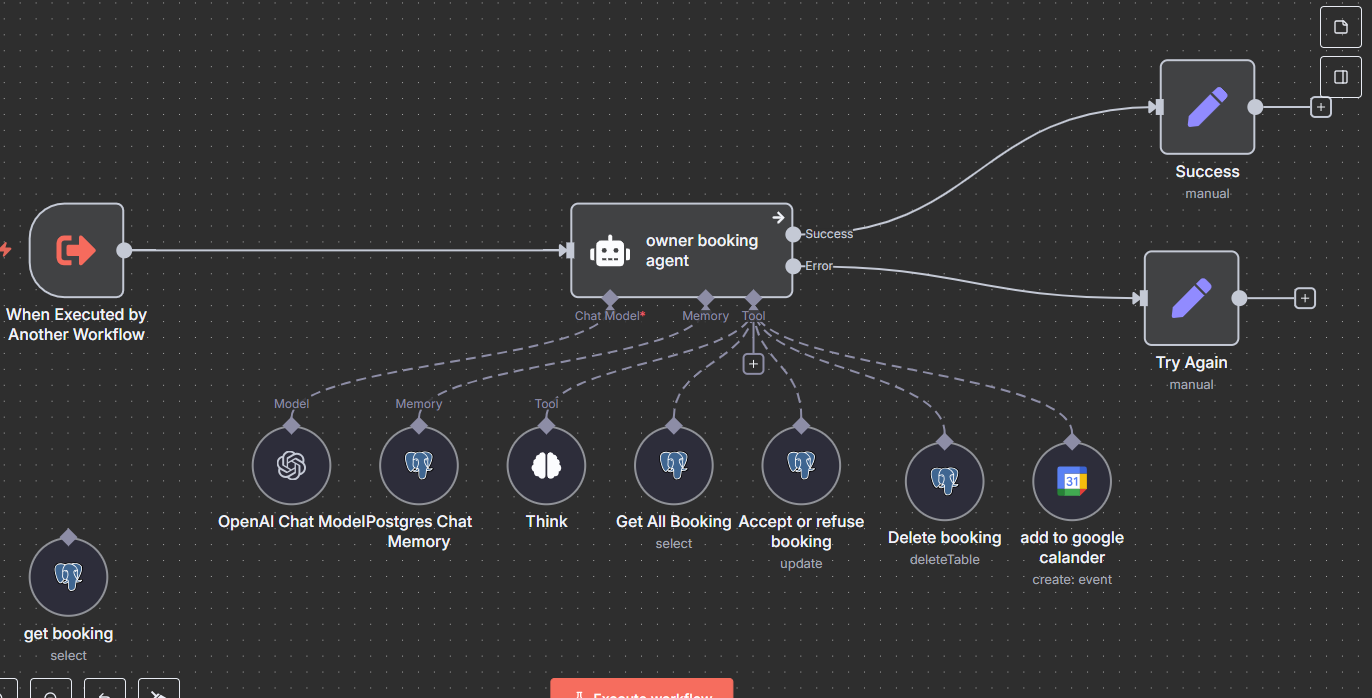 Success
manual
owner booking
agent
Success
Error
When Executed by
Another Workflow
Chat Model*
Memory
Tool
Try Again
manual
Model
Memory
Tool
31
OpenAI Chat Model
Postgres Chat
Memory
Think
Get All Booking
select
Accept or refuse
booking
update
Delete booking
deleteTable
add to google
calander
create: event
get booking
select
Execute workflow